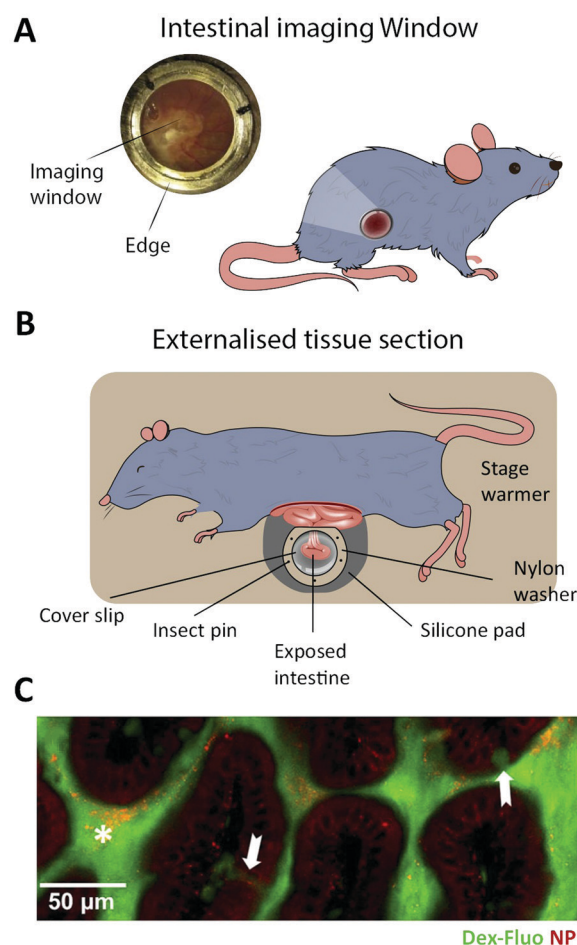 A
Intestinal imaging Window
Imaging
window
Edge
B
Externalised tissue section
Stage
warmer
Cover slip
Insect pin
Exposed
intestine
Silicone pad
Nylon
washer
C
*
50 µm
Dex-Fluo NP